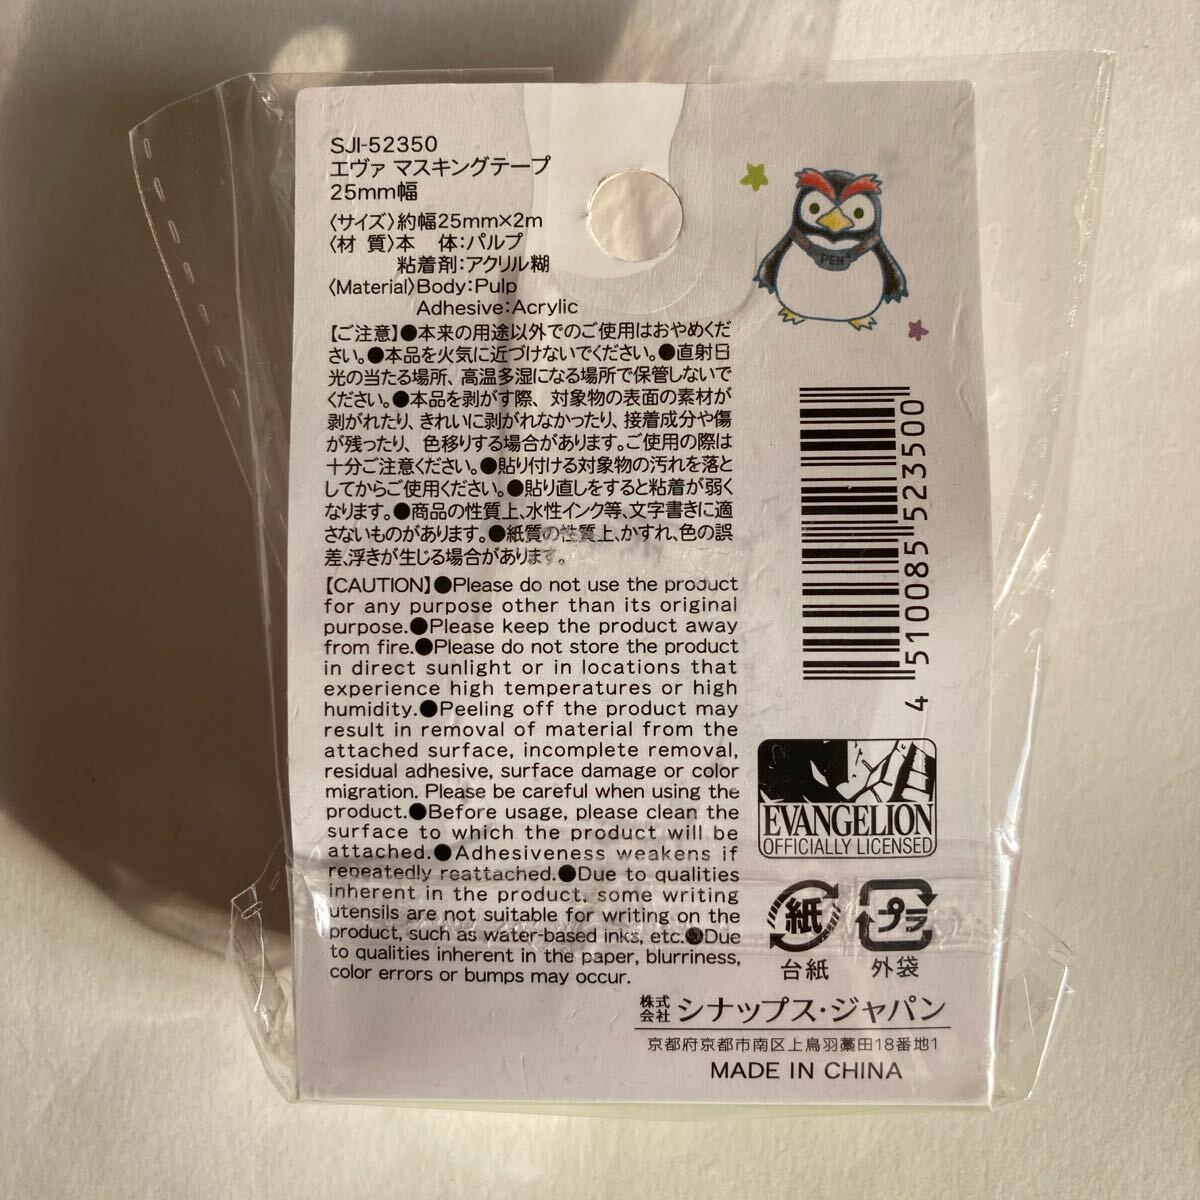 SJI-52350
エヴァ マスキングテープ
25mm幅
〈サイズ〉約幅25mm×2m
〈材 質〉本 体:パルプ
粘着剤:アクリル糊
〈Material〉Body:Pulp
Adhesive:Acrylic
【ご注意】●本来の用途以外でのご使用はおやめくだ
さい。●本品を火気に近づけないでください。●直射日
光の当たる場所、高温多湿になる場所で保管しないで
ください。●本品を剥がす際、対象物の表面の素材が
剥がれたり、きれいに剥がれなかったり、接着成分や傷
が残ったり、色移りする場合があります。ご使用の際は
十分ご注意ください。●貼り付ける対象物の汚れを落と
してからご使用ください。●貼り直しをすると粘着が弱く
なります。●商品の性質上、水性インク等、文字書きに適
さないものがあります。●紙質の性質上、かすれ、色の誤
差、浮きが生じる場合があります。
【CAUTION】●Please do not use the product
for any purpose other than its original
purpose.●Please keep the product away
from fire.●Please do not store the product
in direct sunlight or in locations that
experience high temperatures or high
humidity.●Peeling off the product may
result in removal of material from the
attached surface, incomplete removal,
residual adhesive, surface damage or color
migration. Please be careful when using the
product.●Before usage, please clean the
surface to which the product will be
attached.●Adhesiveness weakens if
repeatedly reattached.●Due to qualities
inherent in the product, some writing
utensils are not suitable for writing on the
product, such as water-based inks, etc.●Due
to qualities inherent in the paper, blurriness,
color errors or bumps may occur.
PEN²
4 510085 523500
EVANGELION
OFFICIALLY LICENSED
紙 プラ
台紙 外袋
株式会社 シナップス・ジャパン
京都府京都市南区上鳥羽藁田18番地1
MADE IN CHINA